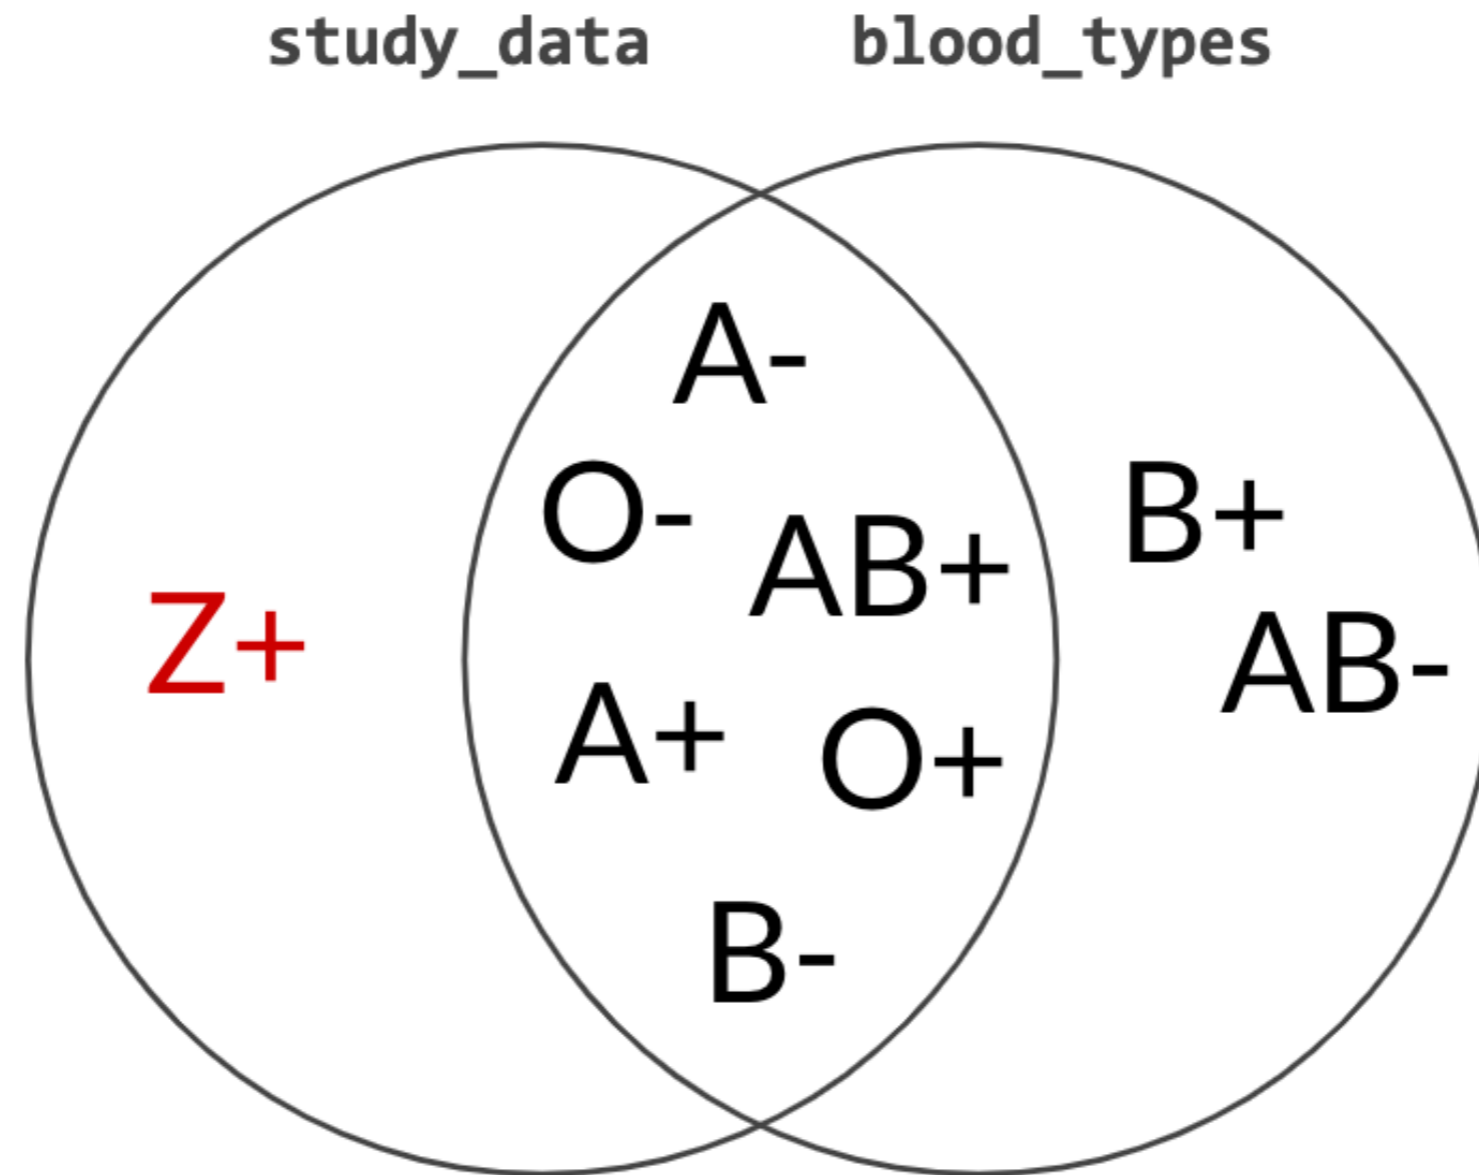 study_data blood_types
A-
O- AB+ B+
Z+ AB-
A+ O+
B-